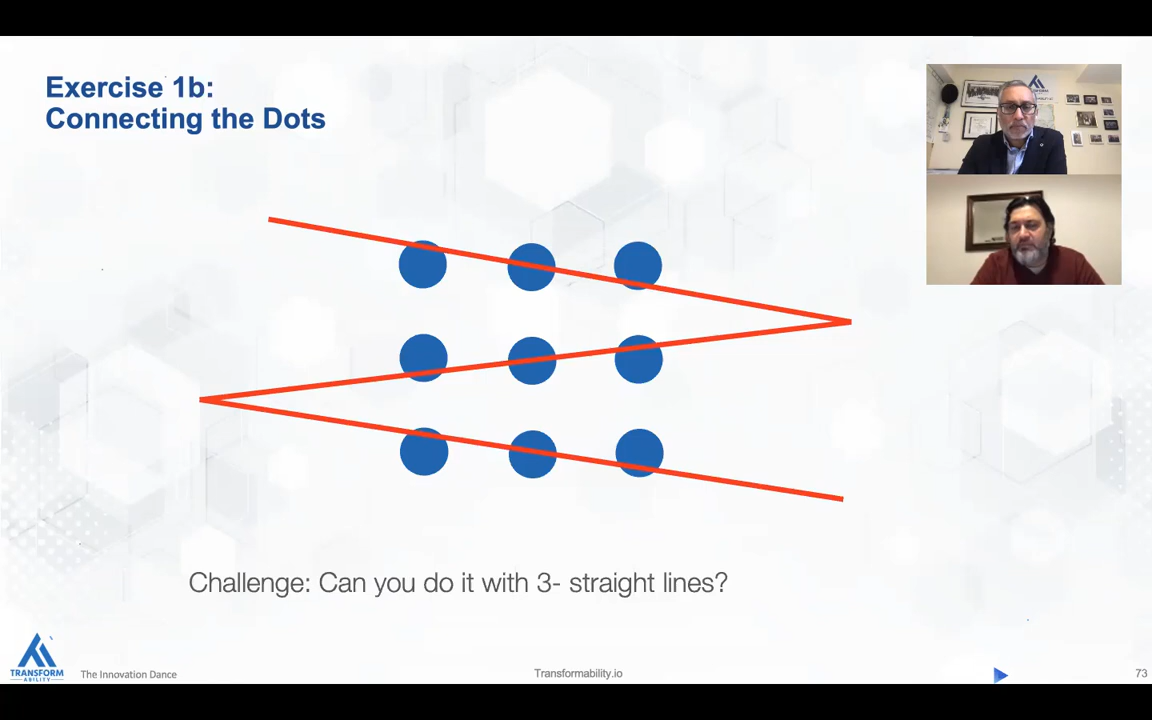 Exercise 1b:
Connecting the Dots
Challenge: Can you do it with 3- straight lines?
TRANSFORM
ABILITY
The Innovation Dance
Transformability.io
73